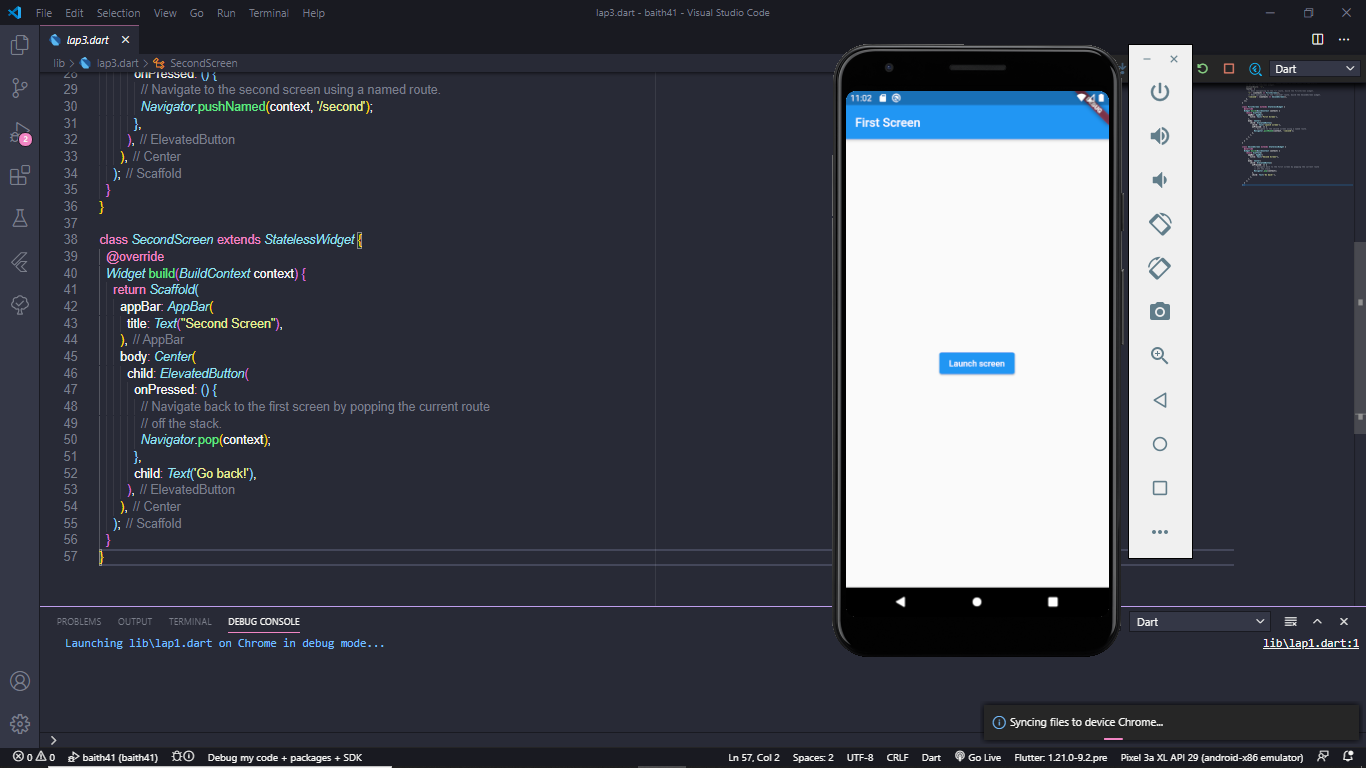 File Edit Selection View Go Run Terminal Help
lap3.dart - baith41 - Visual Studio Code
lap3.dart
lib > lap3.dart > SecondScreen
Dart
28 onPressed: () {
29 // Navigate to the second screen using a named route.
30 Navigator.pushNamed(context, '/second');
31 },
32 ), // ElevatedButton
33 ), // Center
34 ); // Scaffold
35 }
36 }
37
38 class SecondScreen extends StatelessWidget {
39 @override
40 Widget build(BuildContext context) {
41 return Scaffold(
42 appBar: AppBar(
43 title: Text("Second Screen"),
44 ), // AppBar
45 body: Center(
46 child: ElevatedButton(
47 onPressed: () {
48 // Navigate back to the first screen by popping the current route
49 // off the stack.
50 Navigator.pop(context);
51 },
52 child: Text('Go back!'),
53 ), // ElevatedButton
54 ), // Center
55 ); // Scaffold
56 }
57 }
2
11:02
First Screen
Launch screen
PROBLEMS OUTPUT TERMINAL DEBUG CONSOLE
Dart
Launching lib\lap1.dart on Chrome in debug mode...
lib\lap1.dart:1
Syncing files to device Chrome...
0 0 baith41 (baith41) Debug my code + packages + SDK
Ln 57, Col 2 Spaces: 2 UTF-8 CRLF Dart Go Live Flutter: 1.21.0-9.2.pre Pixel 3a XL API 29 (android-x86 emulator)